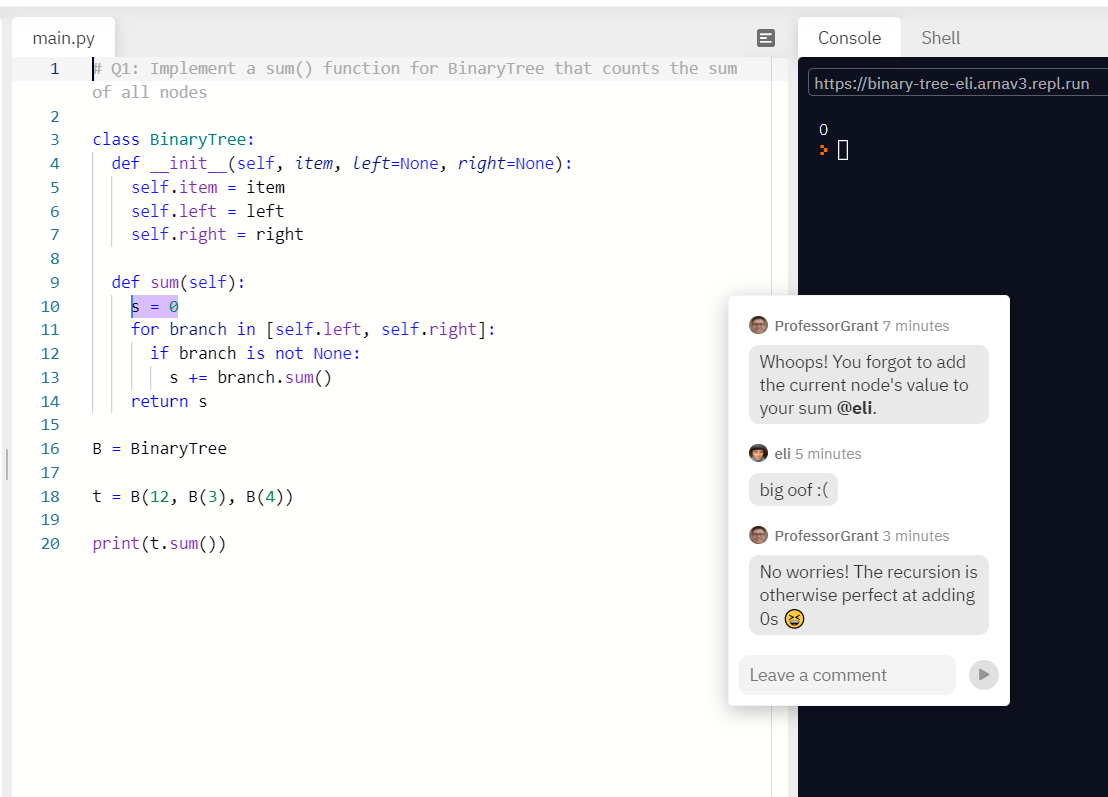 main.py
Console Shell
1 # Q1: Implement a sum() function for BinaryTree that counts the sum
of all nodes
2
3 class BinaryTree:
4   def __init__(self, item, left=None, right=None):
5     self.item = item
6     self.left = left
7     self.right = right
8
9   def sum(self):
10     s = 0
11     for branch in [self.left, self.right]:
12       if branch is not None:
13         s += branch.sum()
14     return s
15
16 B = BinaryTree
17
18 t = B(12, B(3), B(4))
19
20 print(t.sum())
https://binary-tree-eli.arnav3.repl.run
0
>
ProfessorGrant 7 minutes
Whoops! You forgot to add
the current node's value to
your sum @eli.
eli 5 minutes
big oof :(
ProfessorGrant 3 minutes
No worries! The recursion is
otherwise perfect at adding
0s 😆
Leave a comment